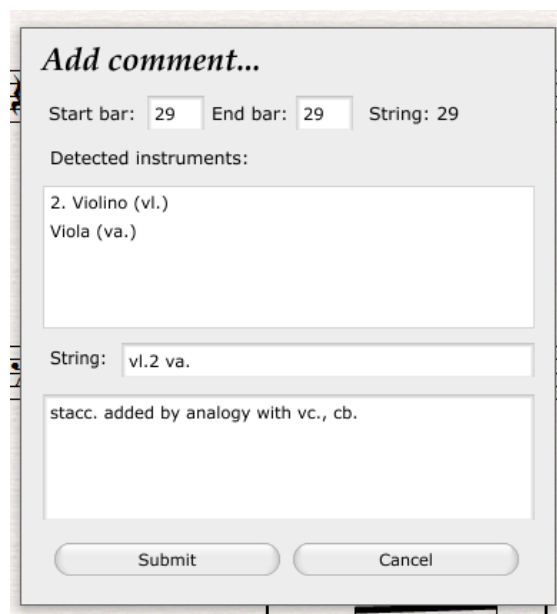 Add comment...
Start bar: 29 End bar: 29 String: 29
Detected instruments:
2. Violino (vl.)
Viola (va.)
String: vl.2 va.
stacc. added by analogy with vc., cb.
Submit Cancel